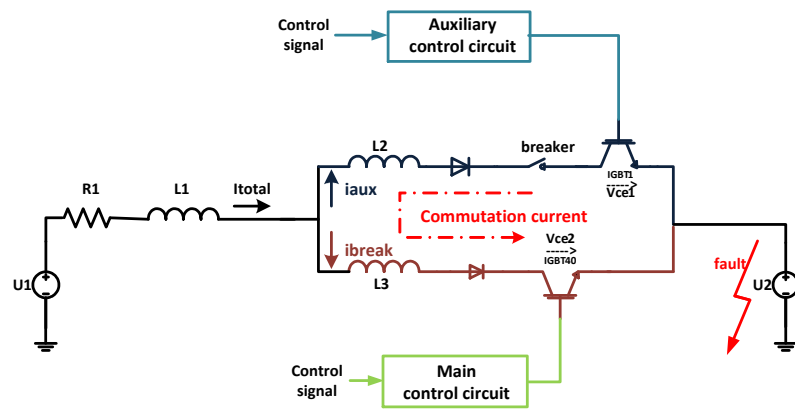 Control
signal
Auxiliary
control circuit
L2
breaker
IGBT1
Vce1
R1
L1
Itotal
iaux
Commutation current
ibreak
Vce2
IGBT40
L3
fault
U1
U2
Control
signal
Main
control circuit